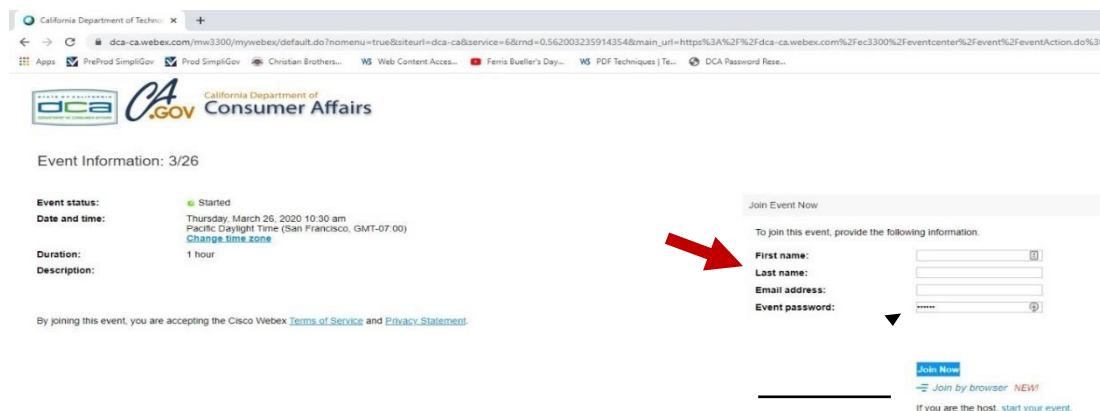 California Department of Techno
dca-ca.webex.com/mw3300/mywebex/default.do?nomenu=true&siteurl=dca-ca&service=6&rnd=0.562003235914354&main_url=https%3A%2F%2Fdca-ca.webex.com%2Fec3300%2Feventcenter%2Fevent%2FeventAction.do%3
Apps PreProd SimpliGov Prod SimpliGov Christian Brothers... Web Content Acces... Ferris Bueller's Day... PDF Techniques | Te... DCA Password Rese...
STATE OF CALIFORNIA
dca
DEPARTMENT OF CONSUMER AFFAIRS
CA.GOV
California Department of
Consumer Affairs
Event Information: 3/26
Event status: Started
Date and time: Thursday, March 26, 2020 10:30 am
Pacific Daylight Time (San Francisco, GMT-07:00)
Change time zone
Duration: 1 hour
Description:
By joining this event, you are accepting the Cisco Webex Terms of Service and Privacy Statement.
Join Event Now
To join this event, provide the following information.
First name:
Last name:
Email address:
Event password: ••••••
Join Now
Join by browser NEW!
If you are the host, start your event.